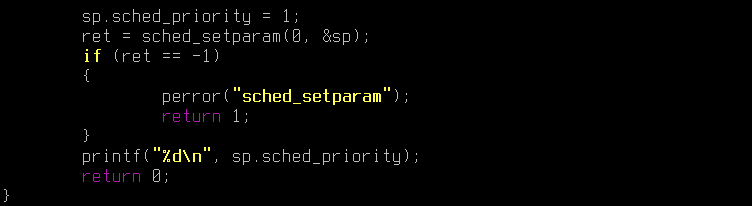 sp.sched_priority = 1;
ret = sched_setparam(0, &sp);
if (ret == -1)
{
perror("sched_setparam");
return 1;
}
printf("%d\n", sp.sched_priority);
return 0;
}